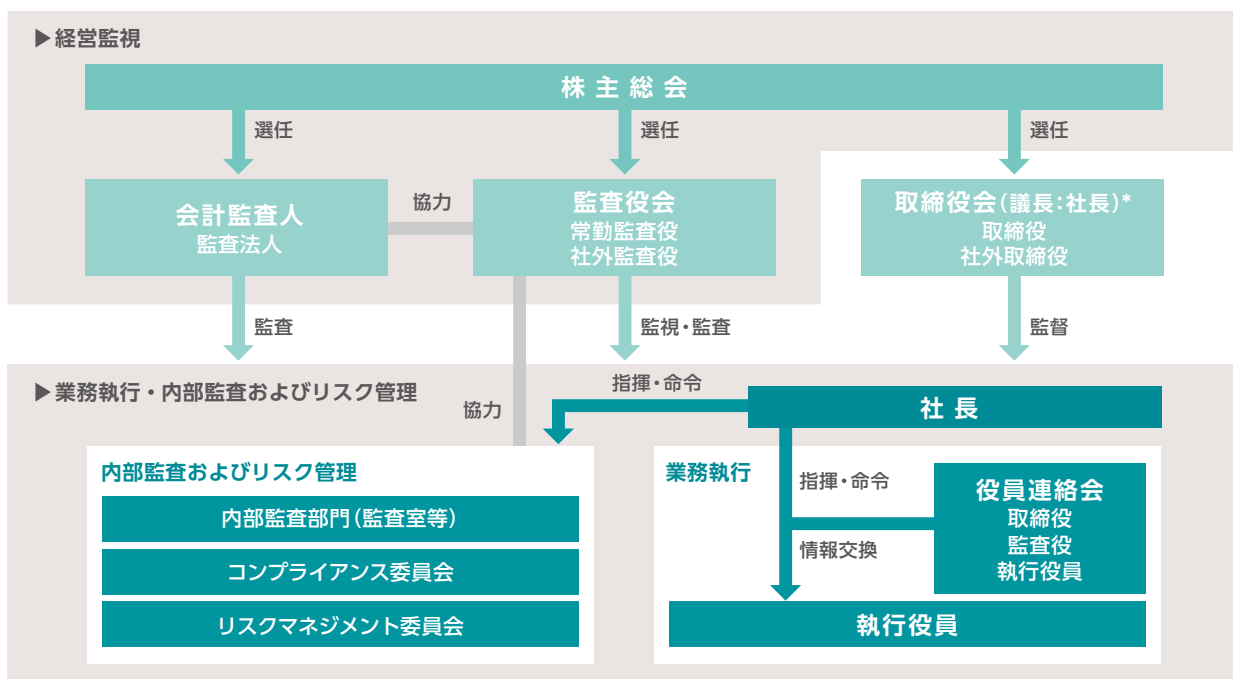 ▶経営監視
株主総会
選任
選任
選任
会計監査人
監査法人
協力
監査役会
常勤監査役
社外監査役
取締役会(議長:社長)*
取締役
社外取締役
監査
監視・監査
監督
▶業務執行・内部監査およびリスク管理
協力
指揮・命令
社長
内部監査およびリスク管理
内部監査部門(監査室等)
コンプライアンス委員会
リスクマネジメント委員会
業務執行
指揮・命令
情報交換
役員連絡会
取締役
監査役
執行役員
執行役員